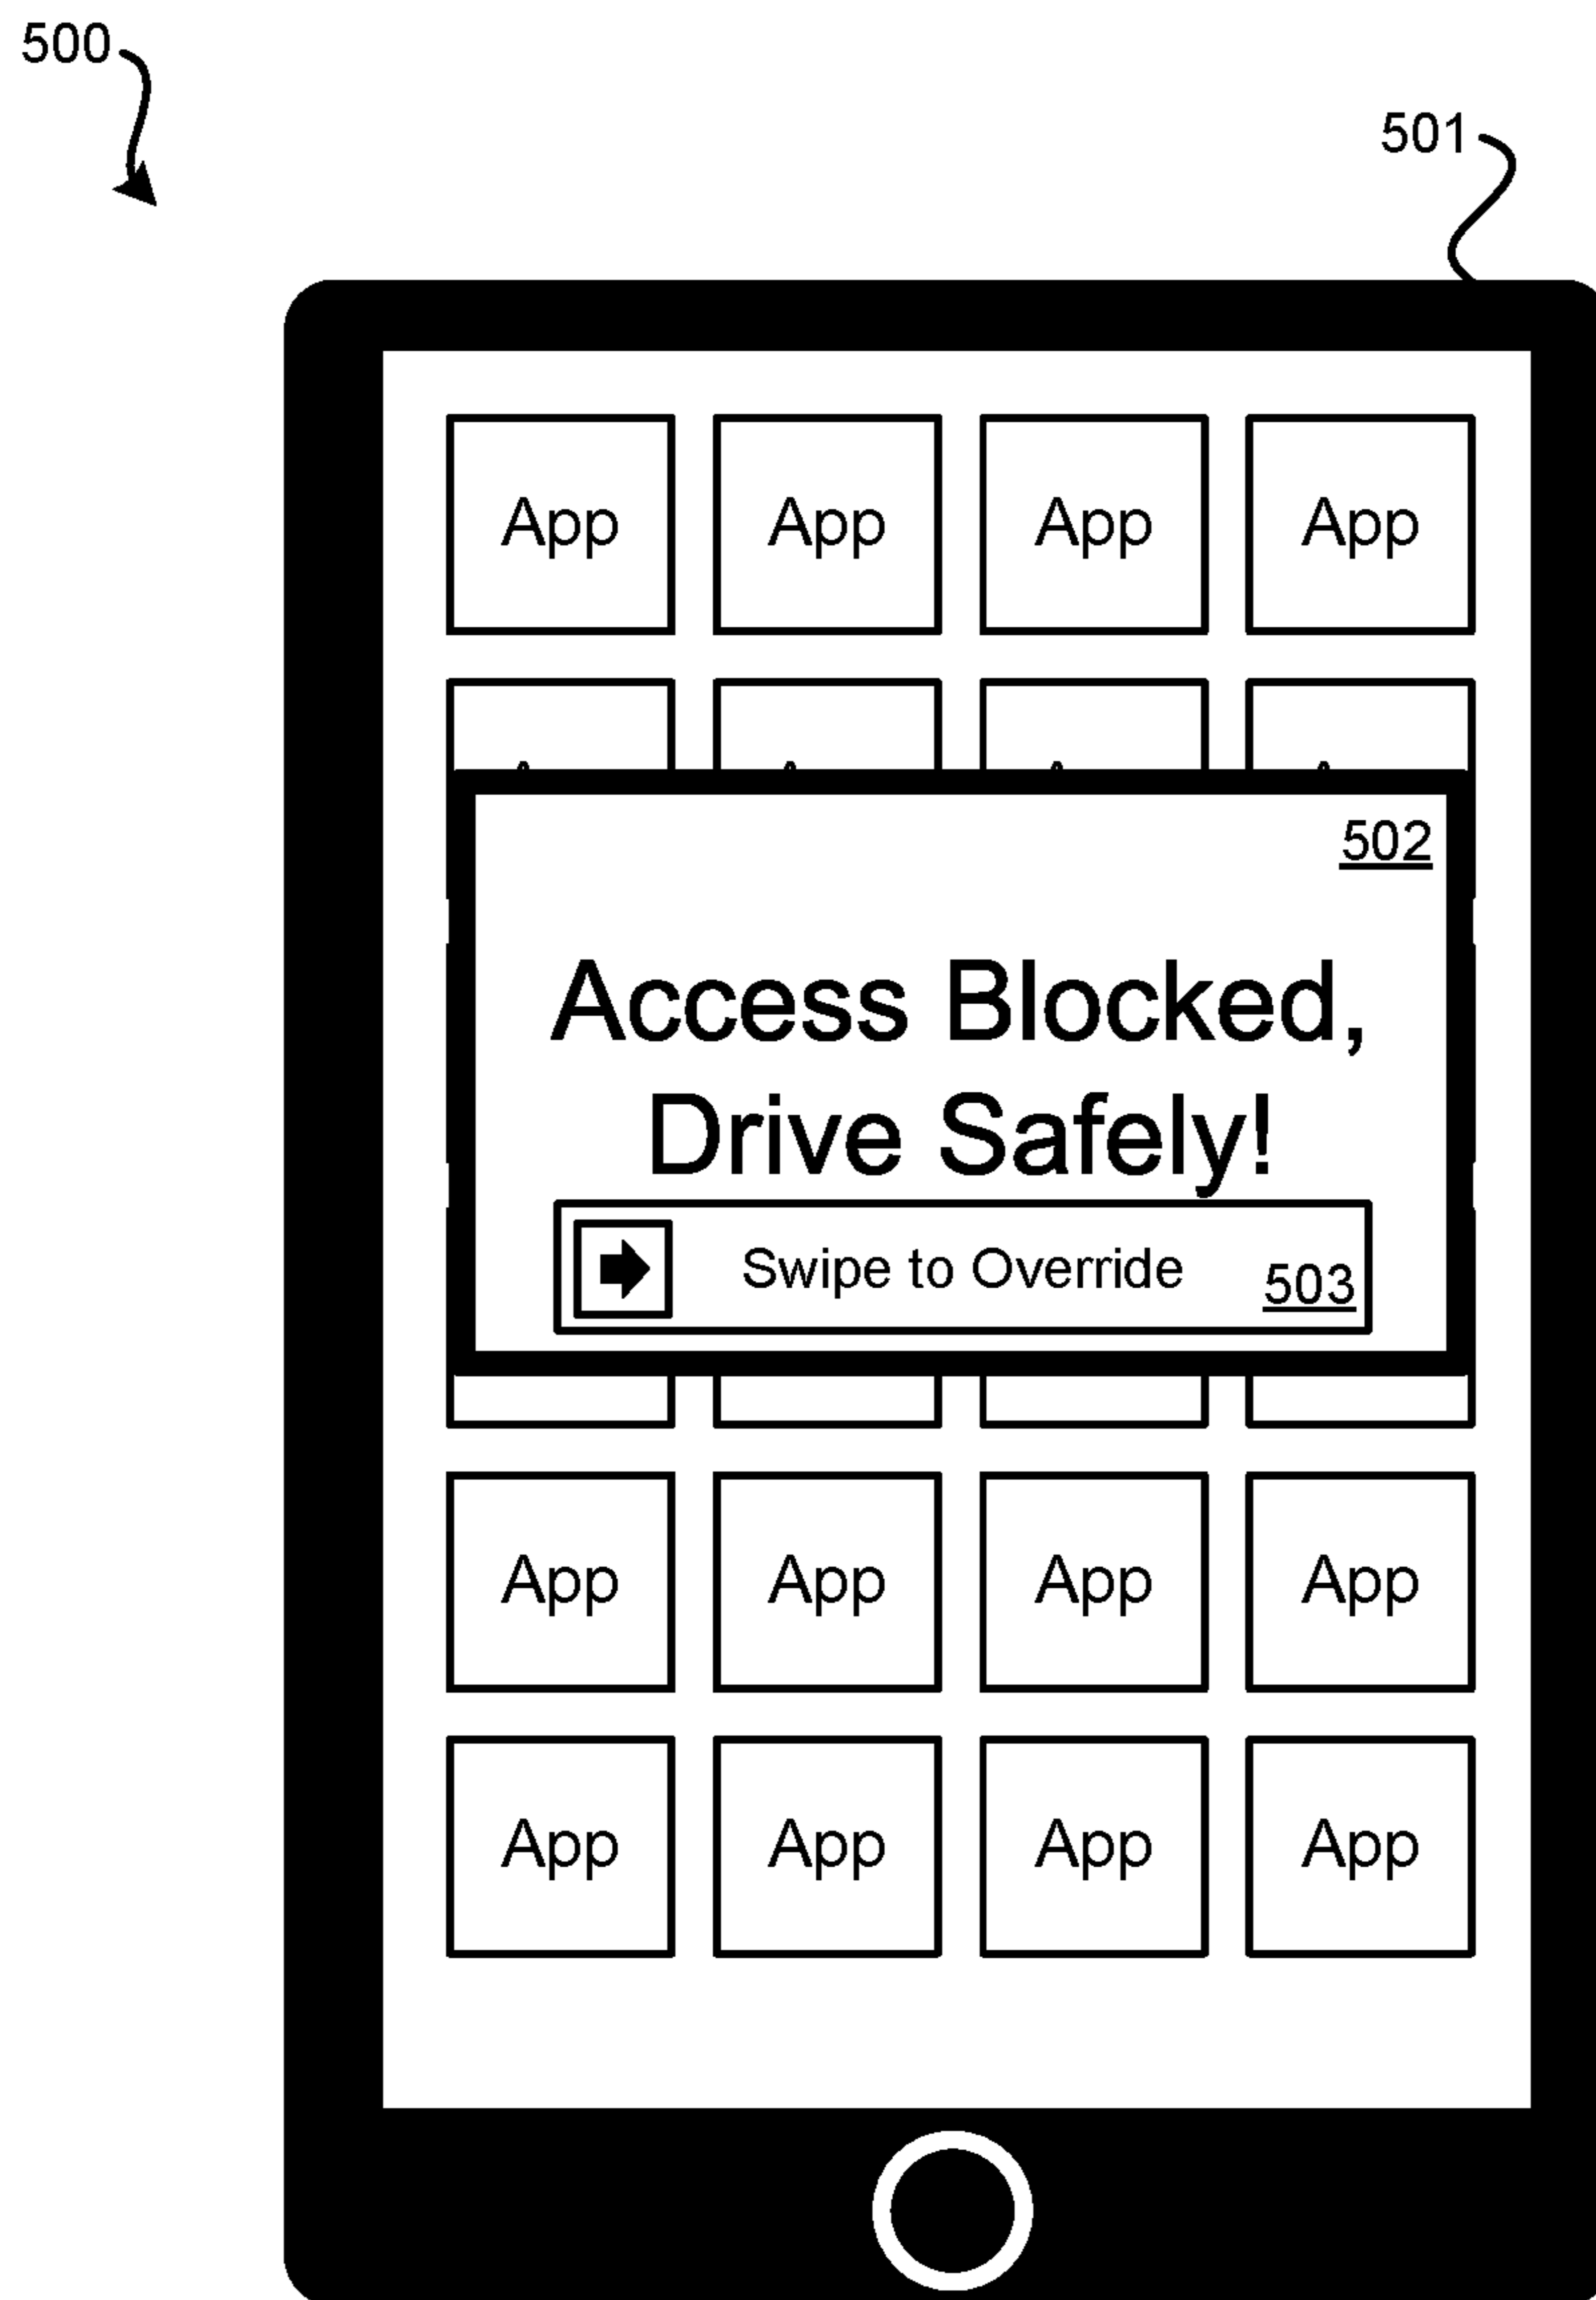 500
501
App App App App
502
Access Blocked,
Drive Safely!
Swipe to Override 503
App App App App
App App App App